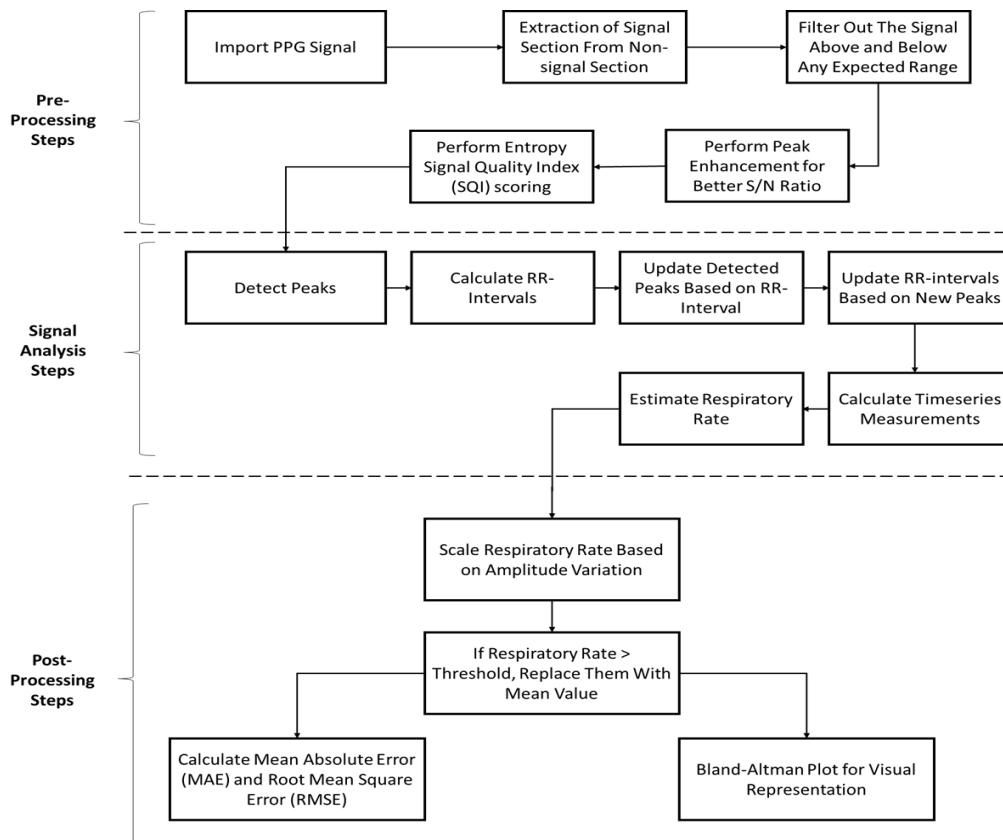 Import PPG Signal
Extraction of Signal
Section From Non-
signal Section
Filter Out The Signal
Above and Below
Any Expected Range
Pre-
Processing
Steps
Perform Peak
Enhancement for
Better S/N Ratio
Perform Entropy
Signal Quality Index
(SQI) scoring
Signal
Analysis
Steps
Detect Peaks
Calculate RR-
Intervals
Update Detected
Peaks Based on RR-
Interval
Update RR-intervals
Based on New Peaks
Calculate Timeseries
Measurements
Estimate Respiratory
Rate
Post-
Processing
Steps
Scale Respiratory Rate Based
on Amplitude Variation
If Respiratory Rate >
Threshold, Replace Them With
Mean Value
Calculate Mean Absolute Error
(MAE) and Root Mean Square
Error (RMSE)
Bland-Altman Plot for Visual
Representation